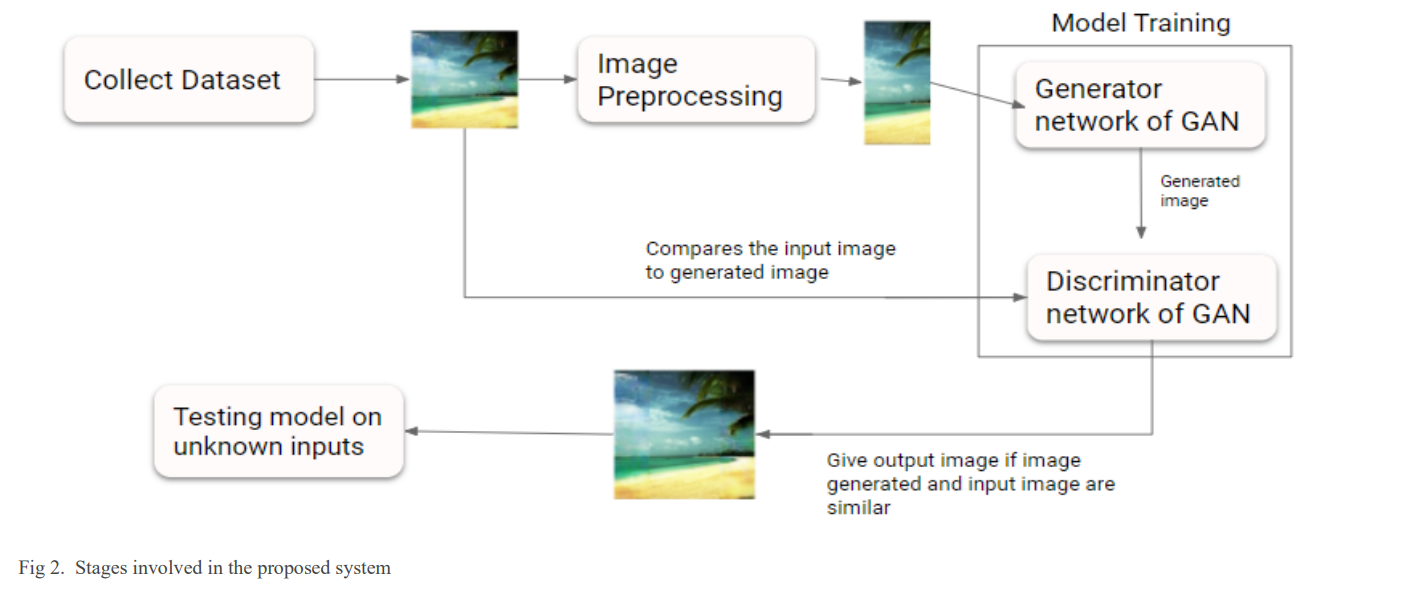 Model Training
Collect Dataset
Image
Preprocessing
Generator
network of GAN
Generated
image
Compares the input image
to generated image
Discriminator
network of GAN
Testing model on
unknown inputs
Give output image if image
generated and input image are
similar
Fig 2. Stages involved in the proposed system